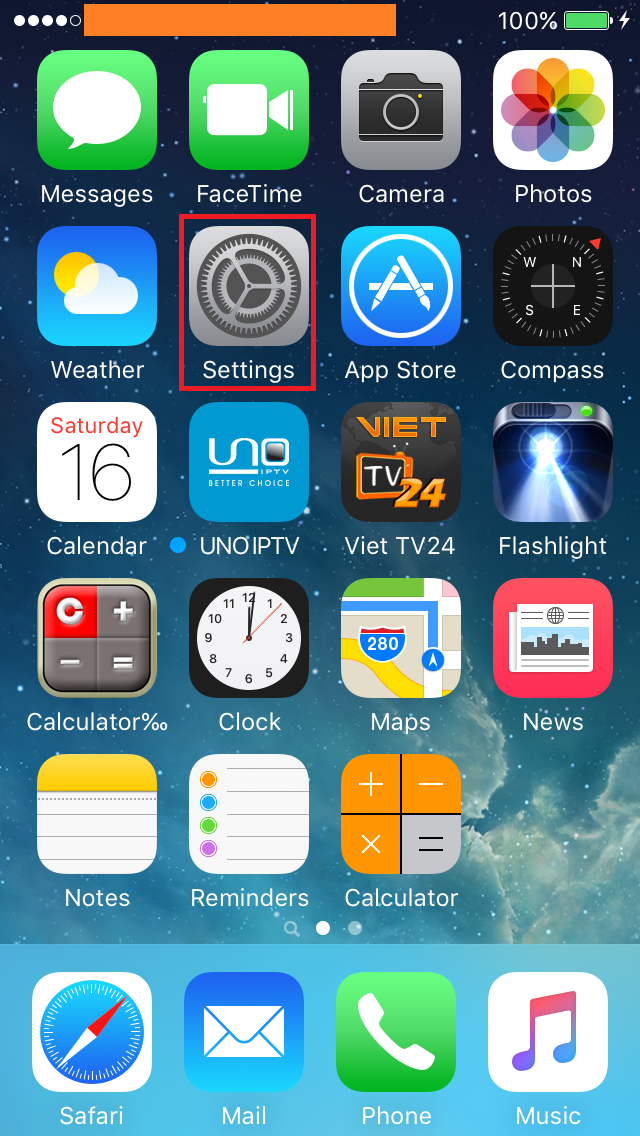 100%
Messages
FaceTime
Camera
Photos
Weather
Settings
App Store
W N
S E
Compass
Saturday
16
Calendar
UNO
IPTV
BETTER CHOICE
UNOIPTV
VIET
TV
24
Viet TV24
Flashlight
C + − =
Calculator‰
12 1 2 3 4 5 6 7 8 9 10 11
Clock
280
Maps
News
Notes
Reminders
+ − × =
Calculator
Safari
Mail
Phone
Music